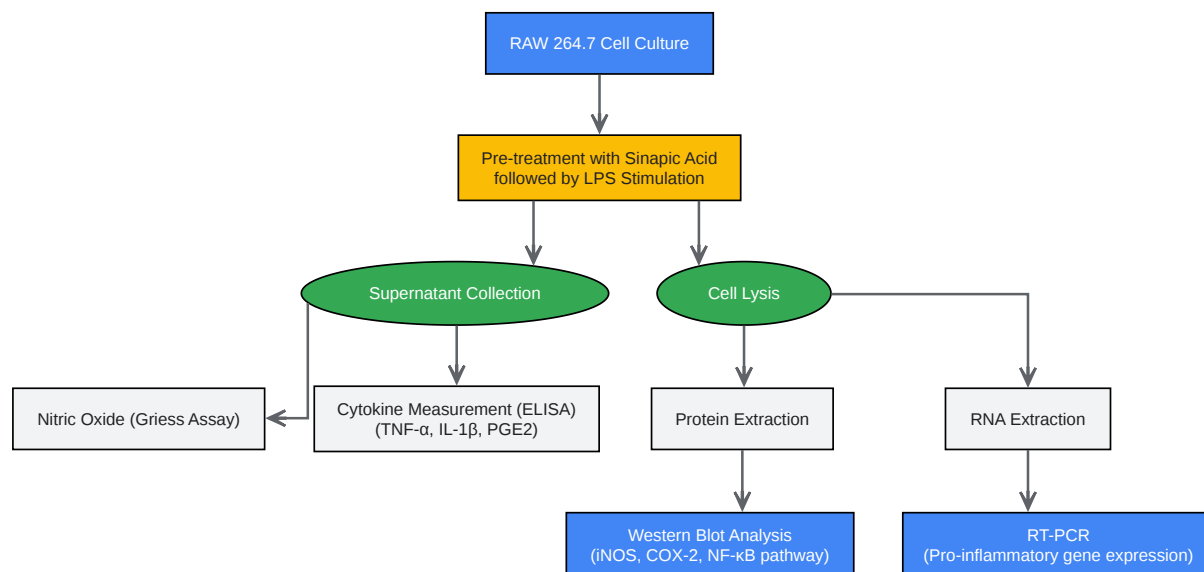 RAW 264.7 Cell Culture
Pre-treatment with Sinapic Acid
followed by LPS Stimulation
Supernatant Collection
Cell Lysis
Nitric Oxide (Griess Assay)
Cytokine Measurement (ELISA)
(TNF-α, IL-1β, PGE2)
Protein Extraction
RNA Extraction
Western Blot Analysis
(iNOS, COX-2, NF-κB pathway)
RT-PCR
(Pro-inflammatory gene expression)